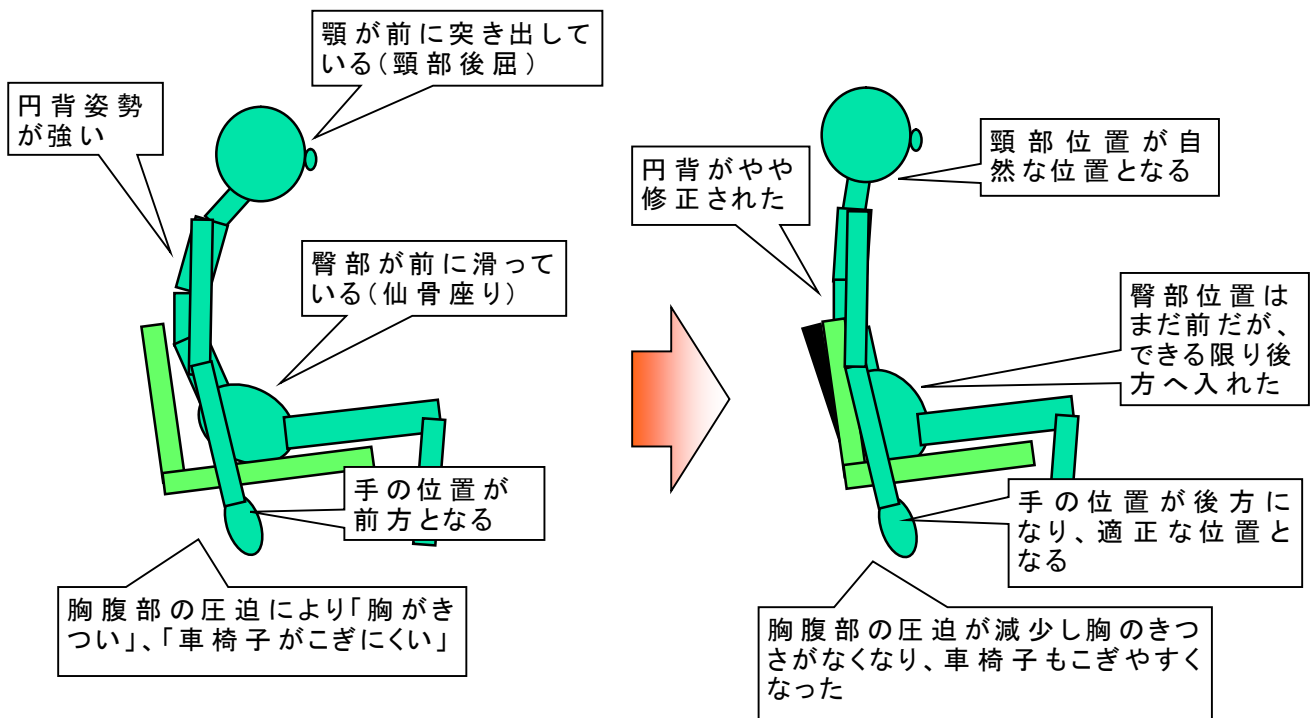 顎が前に突き出して
いる（頸部後屈）
円背姿勢
が強い
臀部が前に滑って
いる（仙骨座り）
手の位置が
前方となる
胸腹部の圧迫により「胸がき
つい」、「車椅子がこぎにくい」
頸部位置が自
然な位置となる
円背がやや
修正された
臀部位置は
まだ前だが、
できる限り後
方へ入れた
手の位置が後方に
なり、適正な位置と
なる
胸腹部の圧迫が減少し胸のきつ
さがなくなり、車椅子もこぎやすく
なった